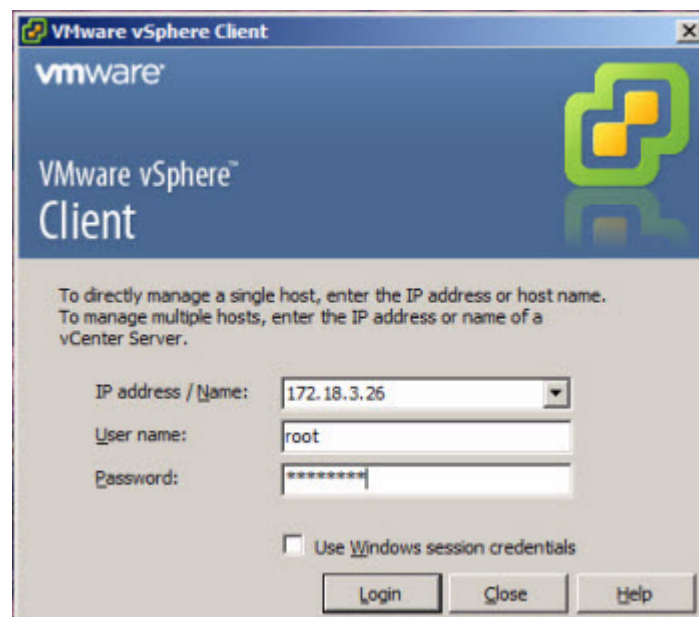 VMware vSphere Client
vmware
VMware vSphere™
Client
To directly manage a single host, enter the IP address or host name.
To manage multiple hosts, enter the IP address or name of a
vCenter Server.
IP address / Name: 172.18.3.26
User name: root
Password: ********
Use Windows session credentials
Login Close Help